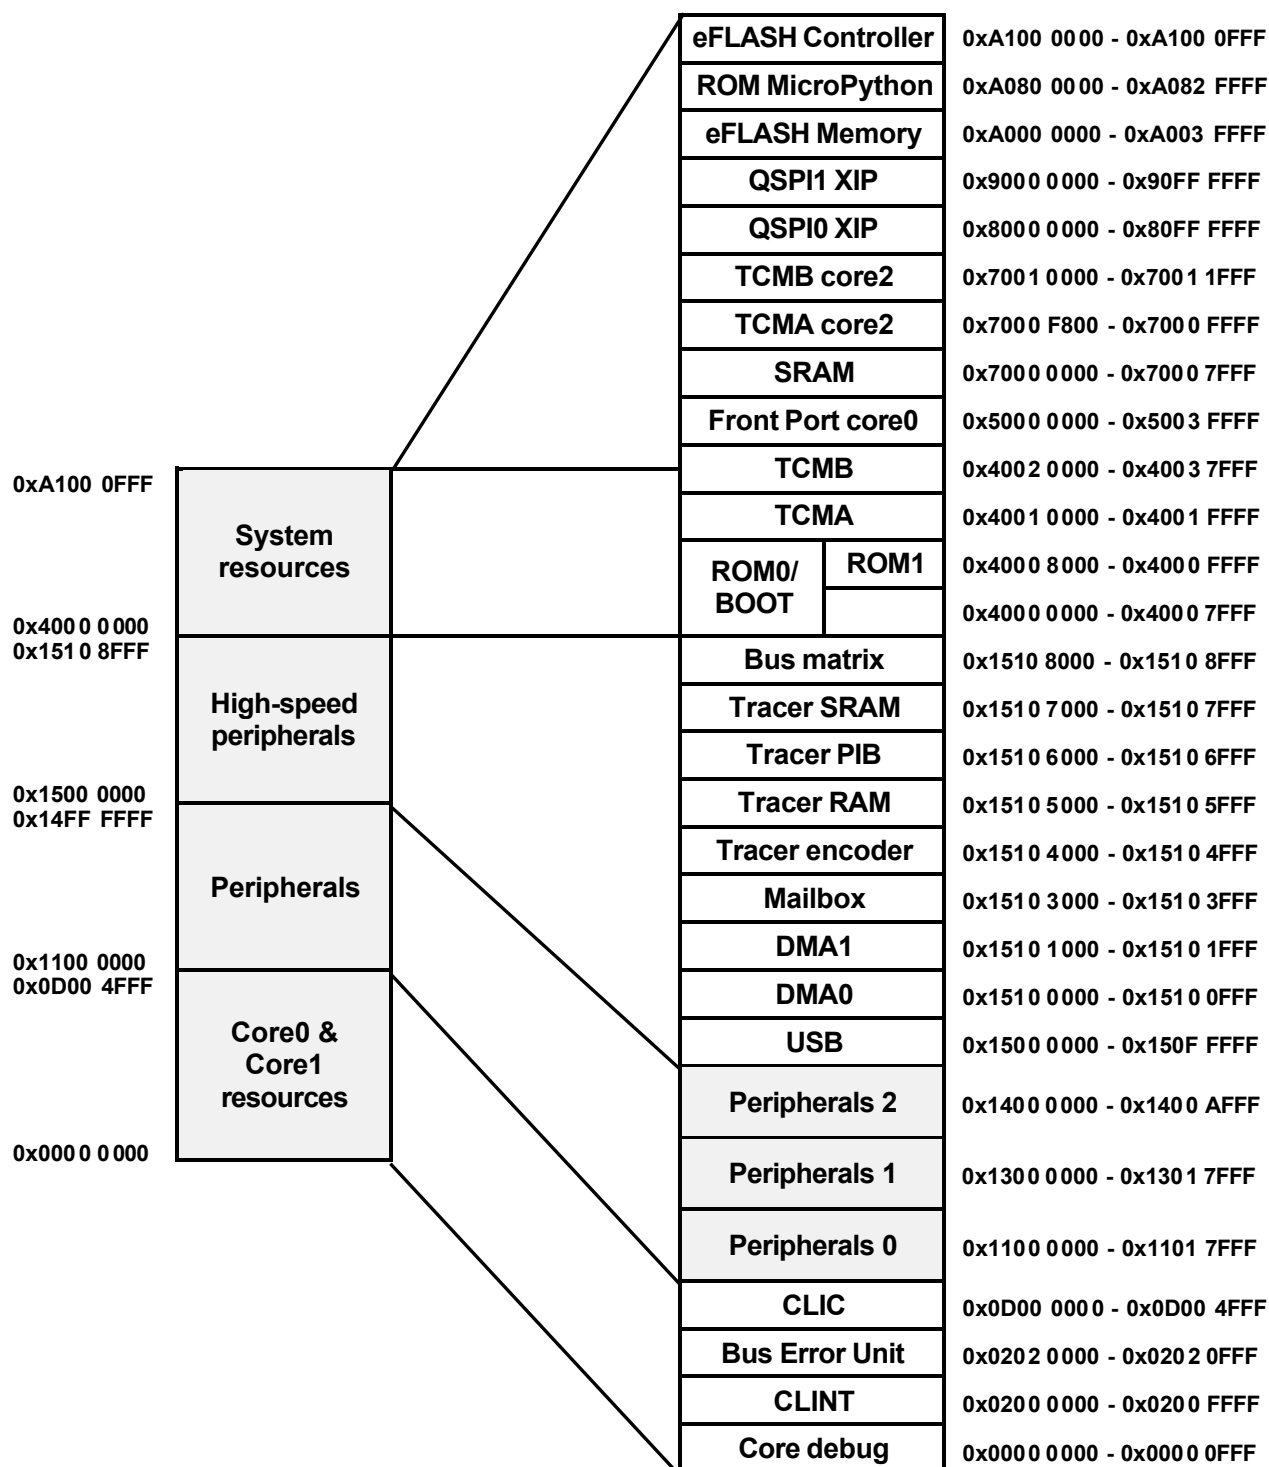 eFLASH Controller 0xA100 0000 - 0xA100 0FFF
ROM MicroPython 0xA080 0000 - 0xA082 FFFF
eFLASH Memory 0xA000 0000 - 0xA003 FFFF
QSPI1 XIP 0x9000 0000 - 0x90FF FFFF
QSPI0 XIP 0x8000 0000 - 0x80FF FFFF
TCMB core2 0x7001 0000 - 0x7001 1FFF
TCMA core2 0x7000 F800 - 0x7000 FFFF
SRAM 0x7000 0000 - 0x7000 7FFF
Front Port core0 0x5000 0000 - 0x5003 FFFF
TCMB 0x4002 0000 - 0x4003 7FFF
TCMA 0x4001 0000 - 0x4001 FFFF
ROM0/
BOOT
ROM1 0x4000 8000 - 0x4000 FFFF
0x4000 0000 - 0x4000 7FFF
Bus matrix 0x1510 8000 - 0x1510 8FFF
Tracer SRAM 0x1510 7000 - 0x1510 7FFF
Tracer PIB 0x1510 6000 - 0x1510 6FFF
Tracer RAM 0x1510 5000 - 0x1510 5FFF
Tracer encoder 0x1510 4000 - 0x1510 4FFF
Mailbox 0x1510 3000 - 0x1510 3FFF
DMA1 0x1510 1000 - 0x1510 1FFF
DMA0 0x1510 0000 - 0x1510 0FFF
USB 0x1500 0000 - 0x150F FFFF
Peripherals 2 0x1400 0000 - 0x1400 AFFF
Peripherals 1 0x1300 0000 - 0x1301 7FFF
Peripherals 0 0x1100 0000 - 0x1101 7FFF
CLIC 0x0D00 0000 - 0x0D00 4FFF
Bus Error Unit 0x0202 0000 - 0x0202 0FFF
CLINT 0x0200 0000 - 0x0200 FFFF
Core debug 0x0000 0000 - 0x0000 0FFF
0xA100 0FFF
System
resources
0x4000 0000
0x1510 8FFF
High-speed
peripherals
0x1500 0000
0x14FF FFFF
Peripherals
0x1100 0000
0x0D00 4FFF
Core0 &
Core1
resources
0x0000 0000